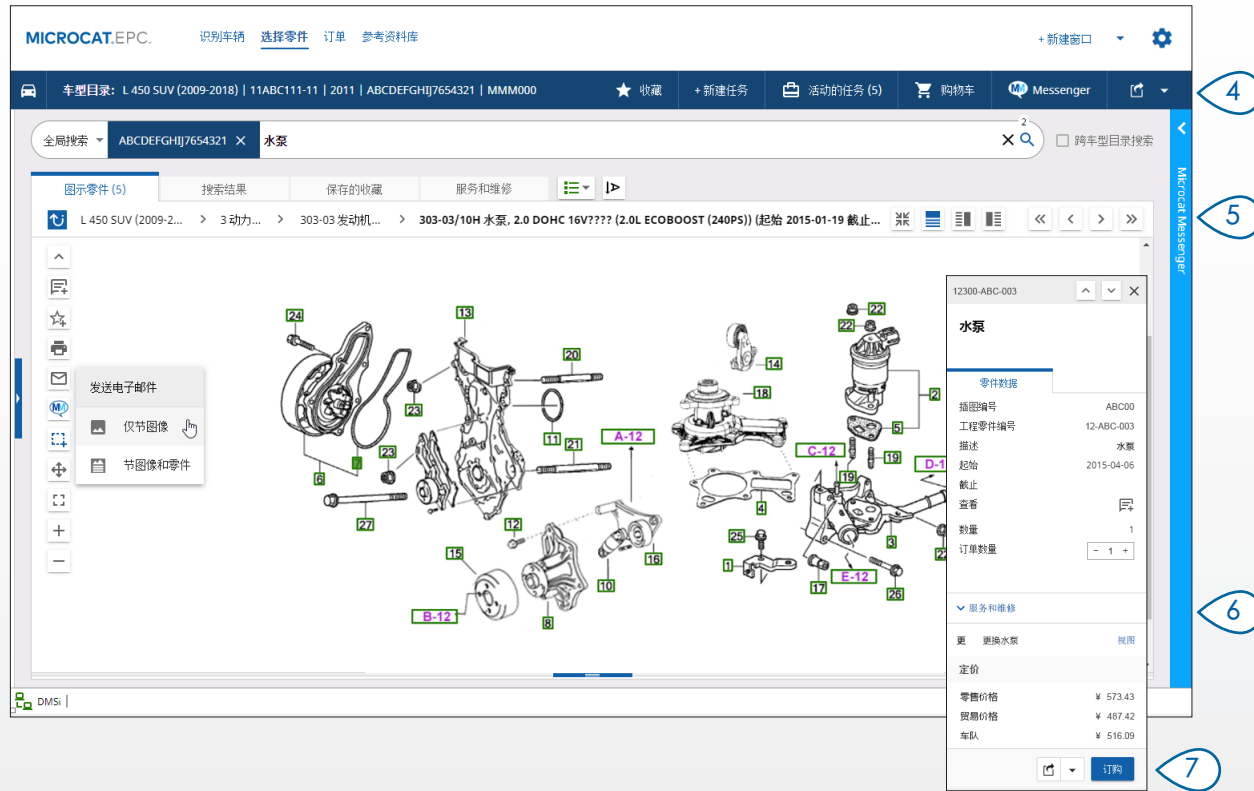 MICROCAT.EPC. 识别车辆 选择零件 订单 参考资料库 +新建窗口
车型目录: L 450 SUV (2009-2018) | 11ABC111-11 | 2011 | ABCDEFGHIJ7654321 | MMM000 收藏 +新建任务 活动的任务 (5) 购物车 Messenger
4
全局搜索 ABCDEFGHIJ7654321 水泵 2 跨车型目录搜索
Microcat Messenger
图示零件 (5) 搜索结果 保存的收藏 服务和维修
L 450 SUV (2009-2... > 3 动力... > 303-03 发动机... > 303-03/10H 水泵, 2.0 DOHC 16V???? (2.0L ECOBOOST (240PS)) (起始 2015-01-19 截止...
5
发送电子邮件
仅节图像
节图像和零件
24
13
20
23
11
21
A-12
6
7
23
27
12
15
10
16
B-12
8
22
22
14
18
2
5
C-12
19
19
D-1
4
25
3
1
17
E-12
22
26
12300-ABC-003
水泵
零件数据
插图编号 ABC00
工程零件编号 12-ABC-003
描述 水泵
起始 2015-04-06
截止
查看
数量 1
订单数量 - 1 +
服务和维修
6
更 更换水泵 视图
定价
零售价格 ¥ 573.43
贸易价格 ¥ 487.42
车队 ¥ 516.09
订购
7
DMSi